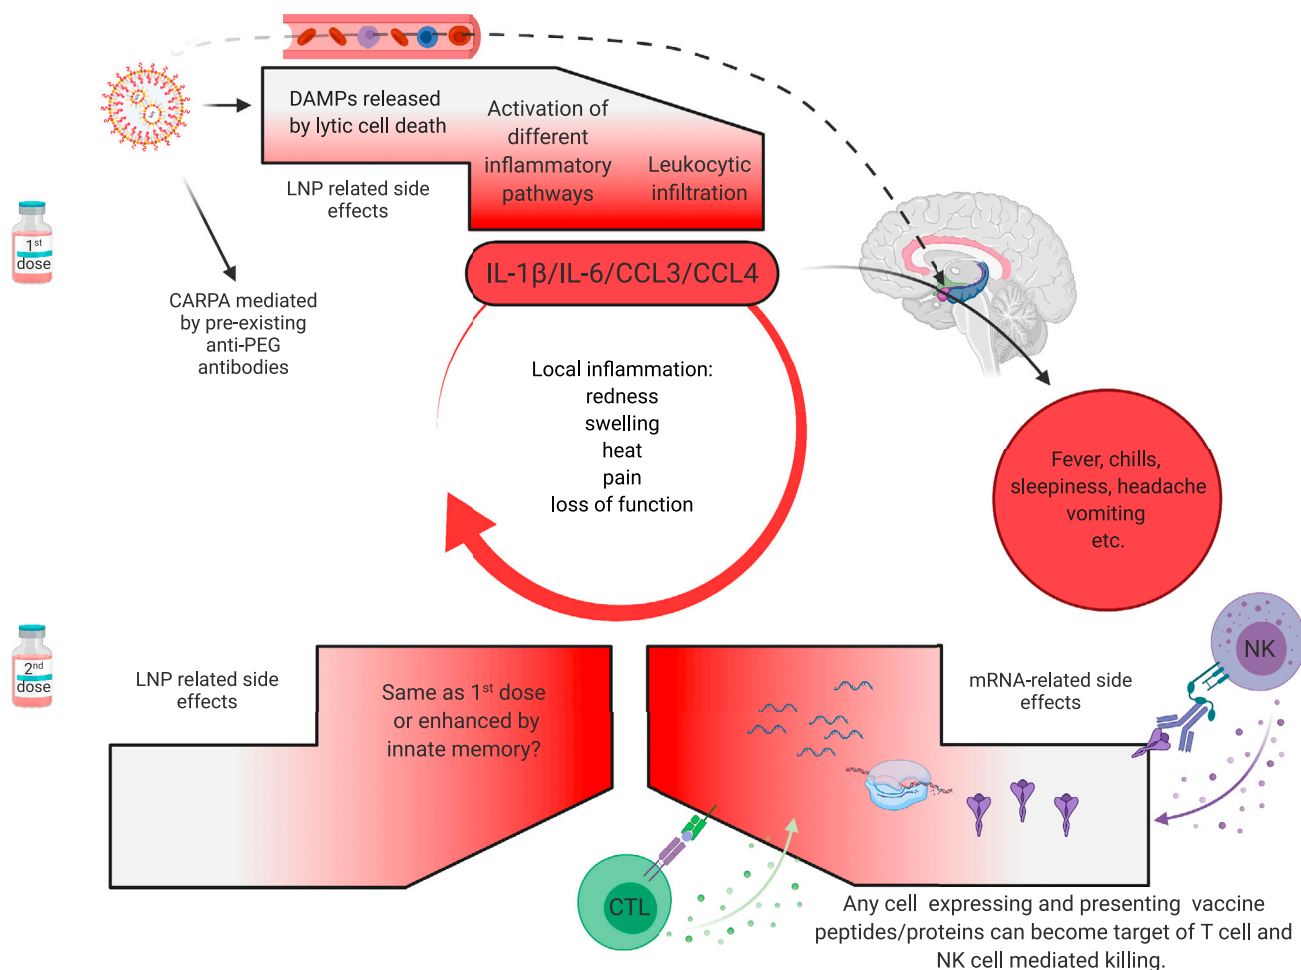 DAMPs released
by lytic cell death
Activation of
different
inflammatory
pathways
Leukocytic
infiltration
LNP related side
effects
1st
dose
IL-1β/IL-6/CCL3/CCL4
CARPA mediated
by pre-existing
anti-PEG
antibodies
Local inflammation:
redness
swelling
heat
pain
loss of function
Fever, chills,
sleepiness, headache
vomiting
etc.
2nd
dose
LNP related side
effects
Same as 1st dose
or enhanced by
innate memory?
mRNA-related side
effects
NK
CTL
Any cell expressing and presenting vaccine
peptides/proteins can become target of T cell and
NK cell mediated killing.